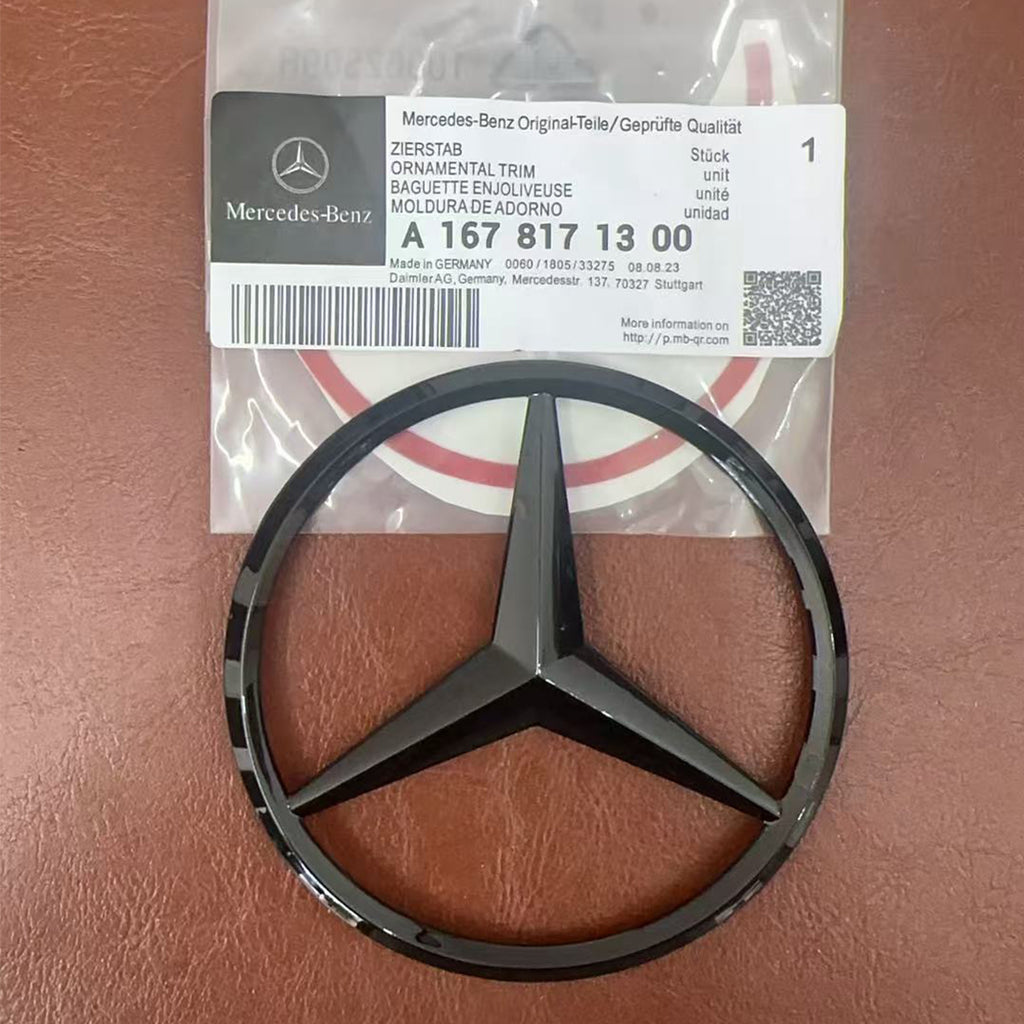 Mercedes-Benz Original-Teile/Geprüfte Qualität
ZIERSTAB Stück 1
ORNAMENTAL TRIM unit
BAGUETTE ENJOLIVEUSE unité
MOLDURA DE ADORNO unidad
Mercedes-Benz
A 167 817 13 00
Made in GERMANY 0060/1805/33275 08.08.23
Daimler AG, Germany, Mercedesstr. 137, 70327 Stuttgart
More information on
http://p.mb-qr.com